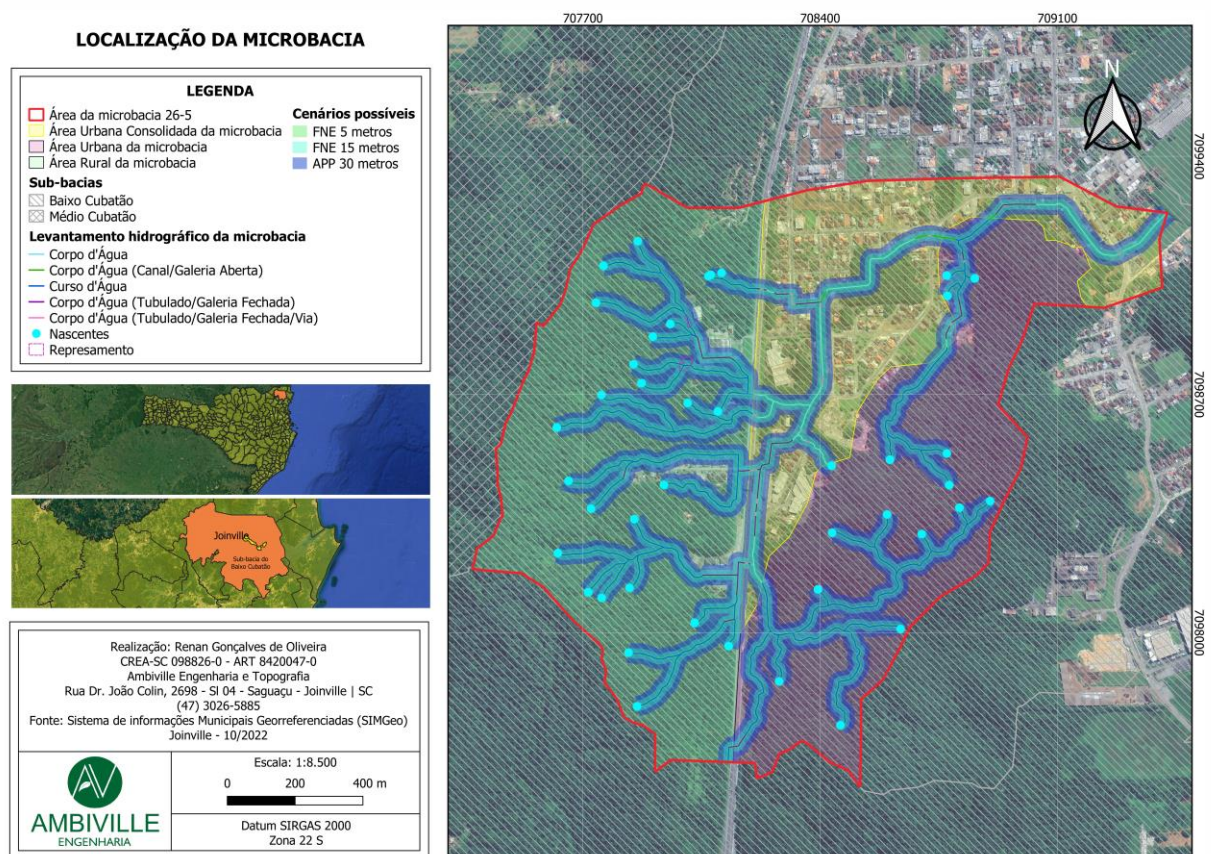 LOCALIZAÇÃO DA MICROBACIA
LEGENDA
Área da microbacia 26-5
Área Urbana Consolidada da microbacia
Área Urbana da microbacia
Área Rural da microbacia
Cenários possíveis
FNE 5 metros
FNE 15 metros
APP 30 metros
Sub-bacias
Baixo Cubatão
Médio Cubatão
Levantamento hidrográfico da microbacia
Corpo d'Água
Corpo d'Água (Canal/Galeria Aberta)
Curso d'Água
Corpo d'Água (Tubulado/Galeria Fechada)
Corpo d'Água (Tubulado/Galeria Fechada/Via)
Nascentes
Represamento
Joinville
Sub-bacia do
Baixo Cubatão
Realização: Renan Gonçalves de Oliveira
CREA-SC 098826-0 - ART 8420047-0
Ambiville Engenharia e Topografia
Rua Dr. João Colin, 2698 - Sl 04 - Saguaçu - Joinville | SC
(47) 3026-5885
Fonte: Sistema de informações Municipais Georreferenciadas (SIMGeo)
Joinville - 10/2022
AV
AMBIVILLE
ENGENHARIA
Escala: 1:8.500
0 200 400 m
Datum SIRGAS 2000
Zona 22 S
707700 708400 709100
N
7099400
7098700
7098000